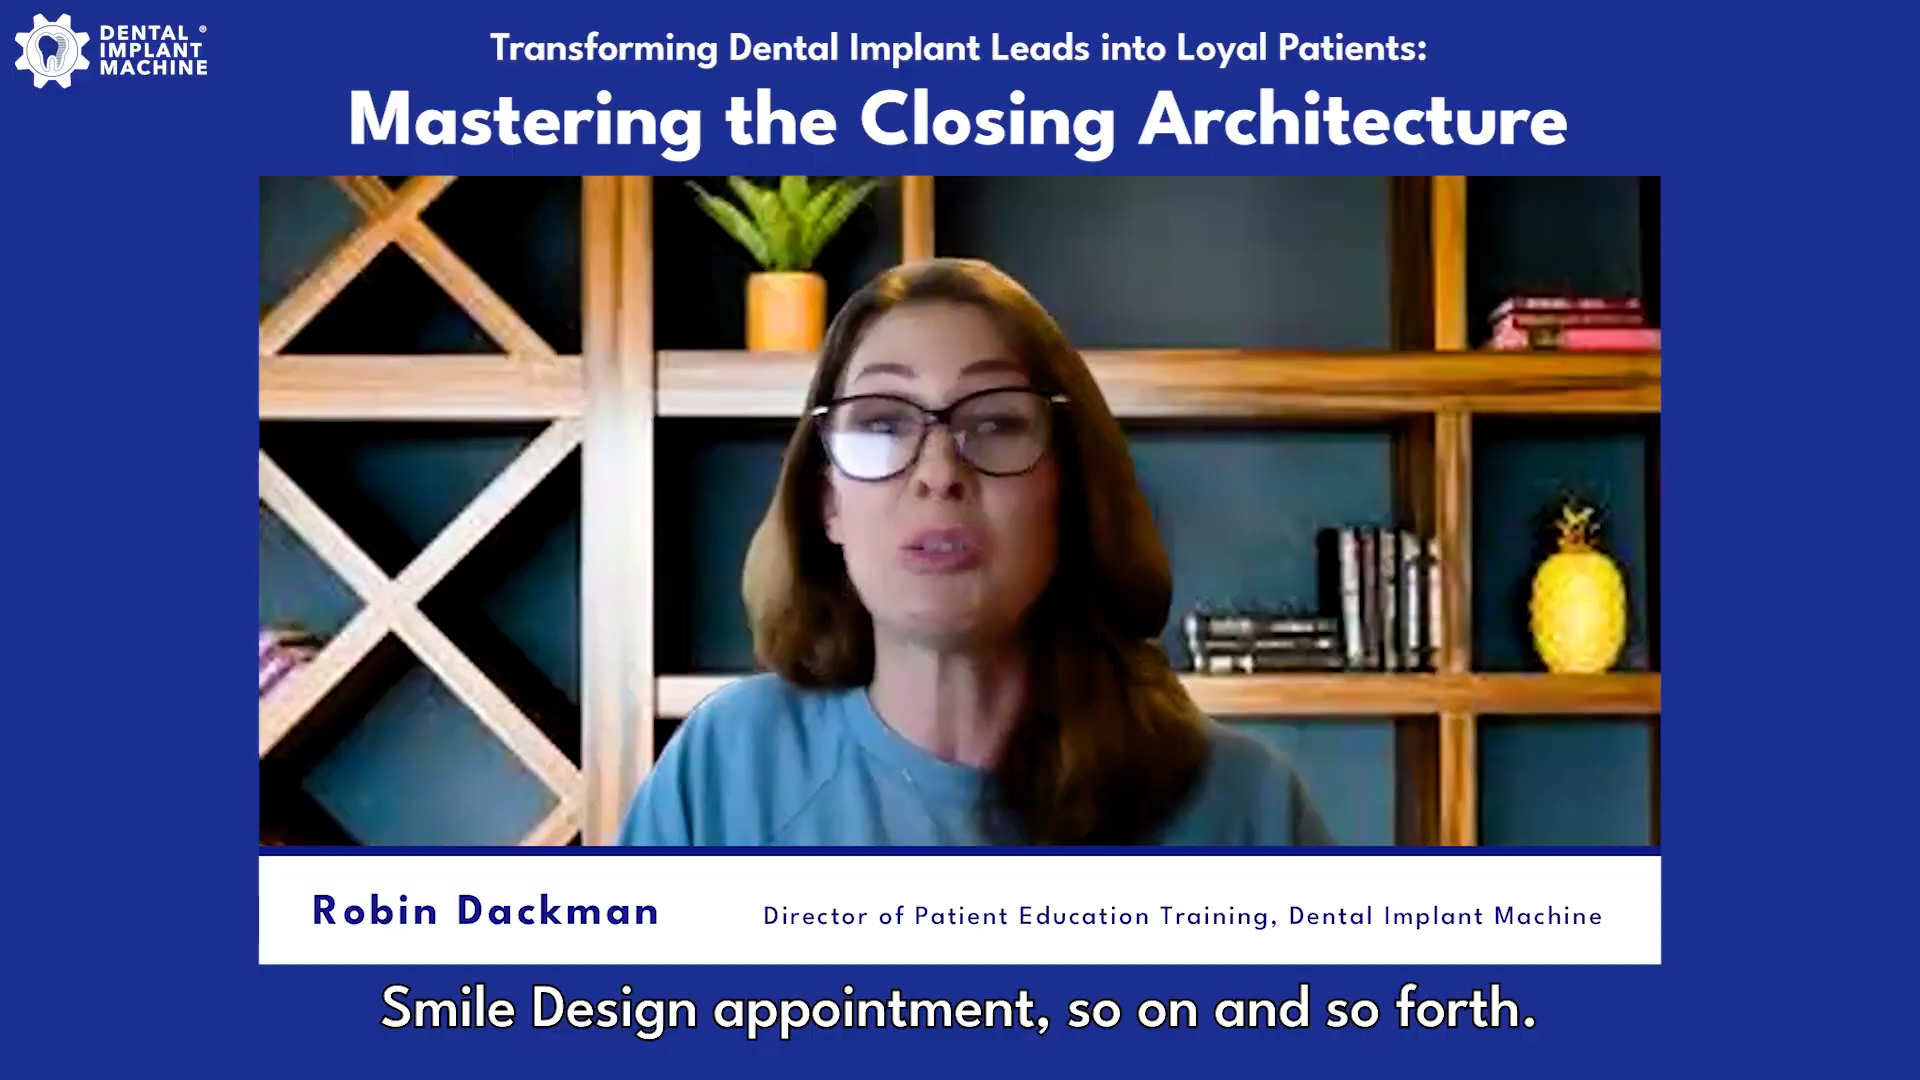 DENTAL ®
IMPLANT
MACHINE
Transforming Dental Implant Leads into Loyal Patients:
Mastering the Closing Architecture
Robin Dackman
Director of Patient Education Training, Dental Implant Machine
Smile Design appointment, so on and so forth.